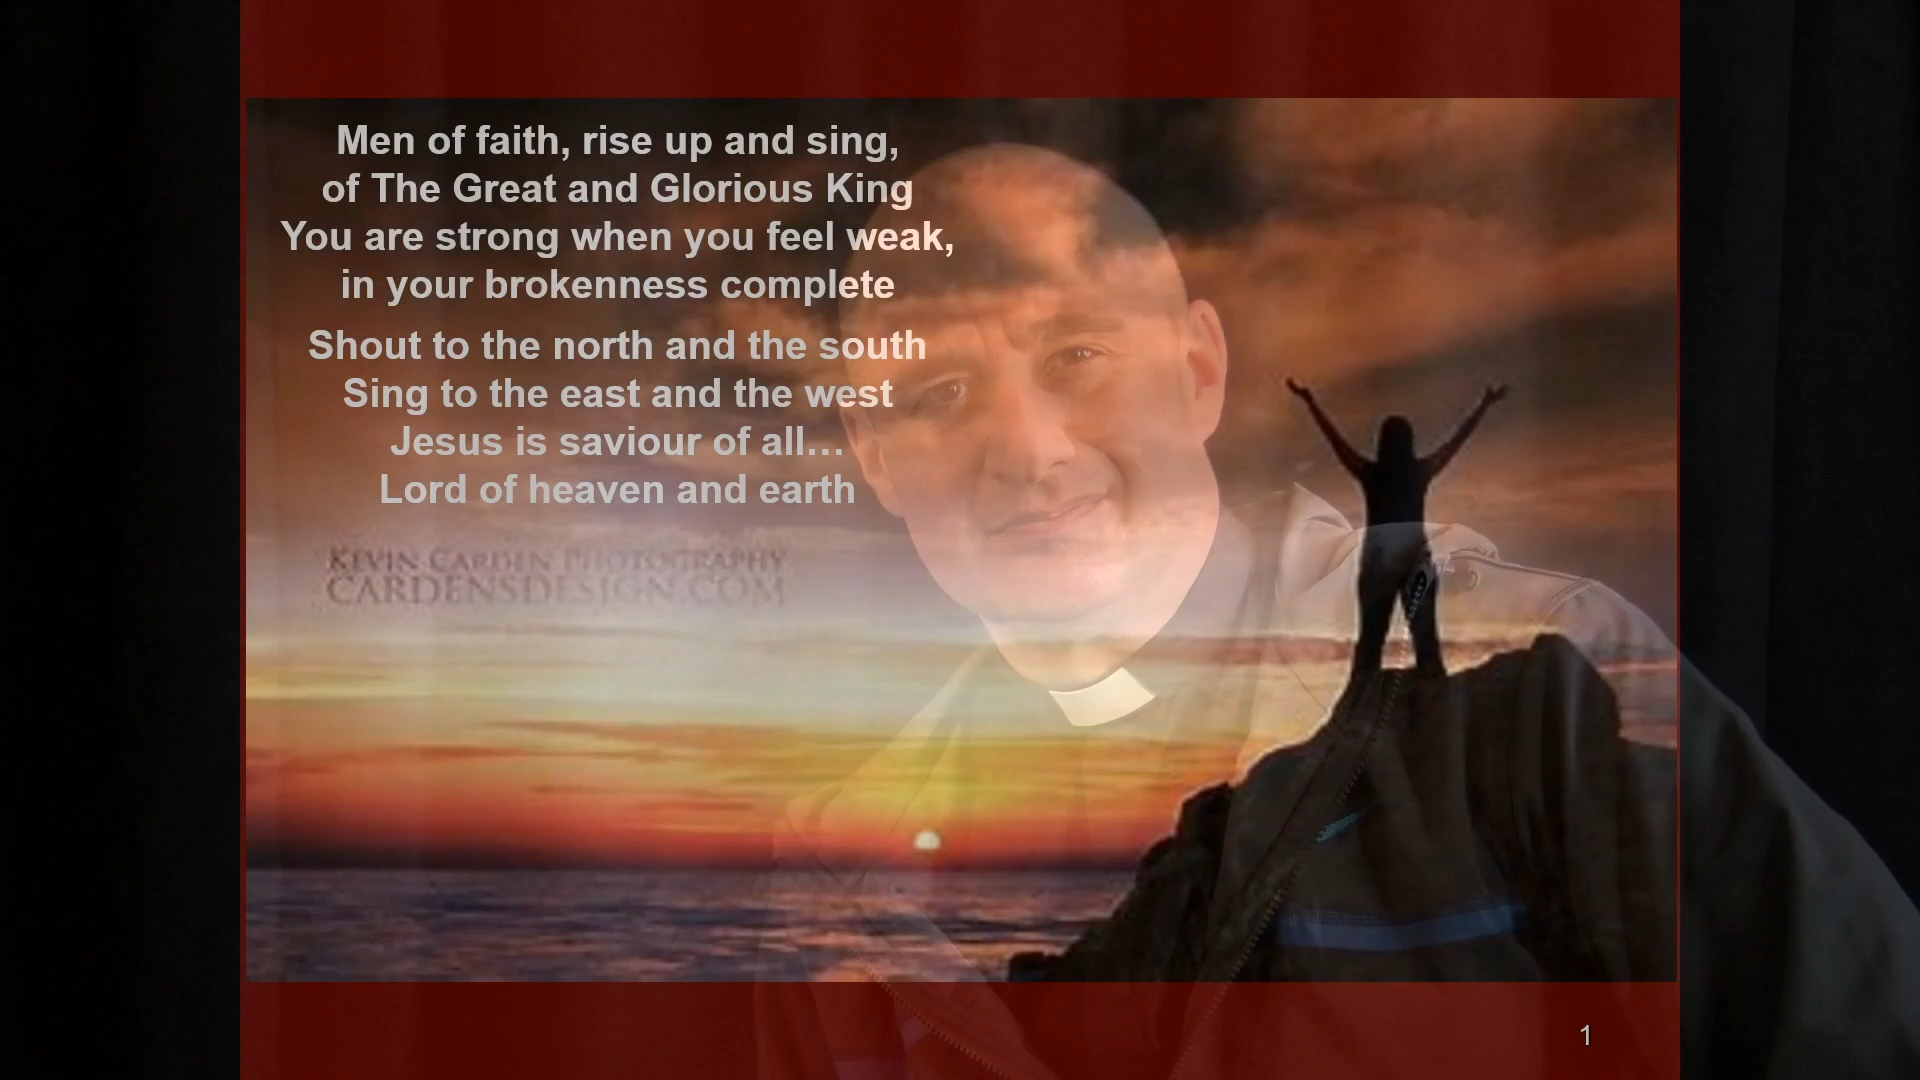 Men of faith, rise up and sing,
of The Great and Glorious King
You are strong when you feel weak,
in your brokenness complete
Shout to the north and the south
Sing to the east and the west
Jesus is saviour of all...
Lord of heaven and earth
KEVIN CARDEN PHOTOGRAPHY
CARDENSDESIGN.COM
1